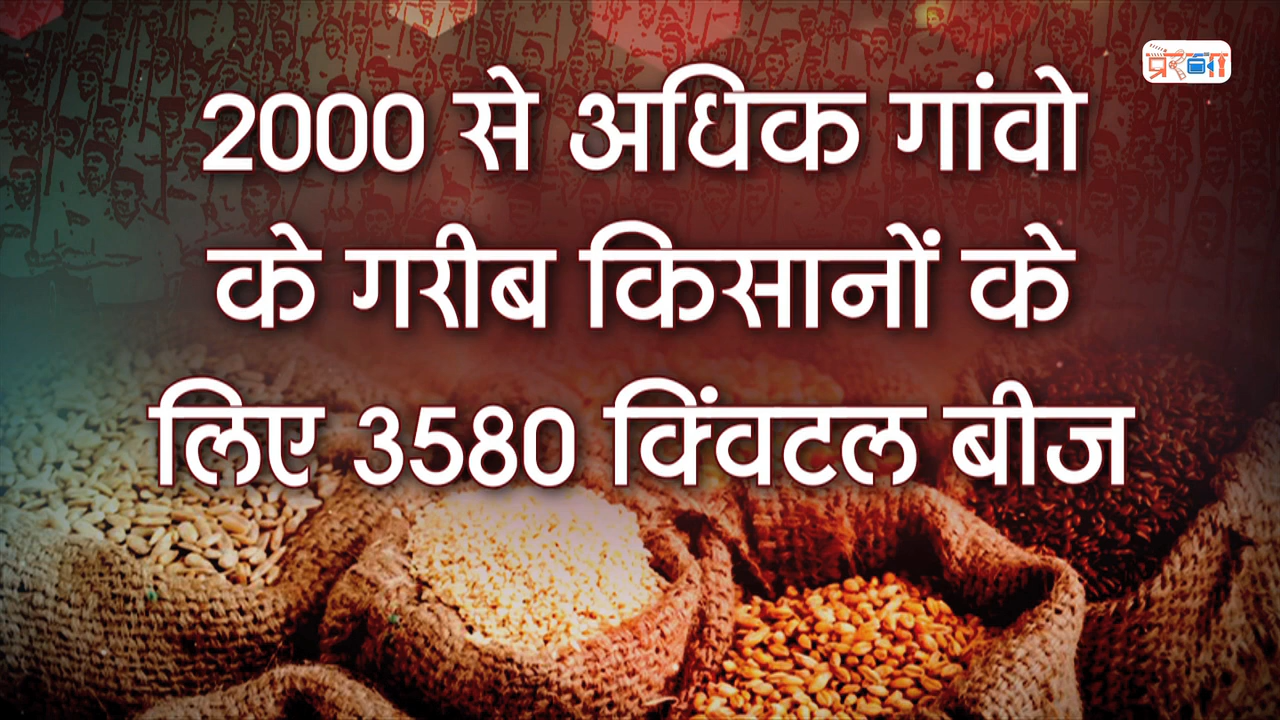 2000 से अधिक गांवो
के गरीब किसानों के
लिए 3580 क्विंटल बीज